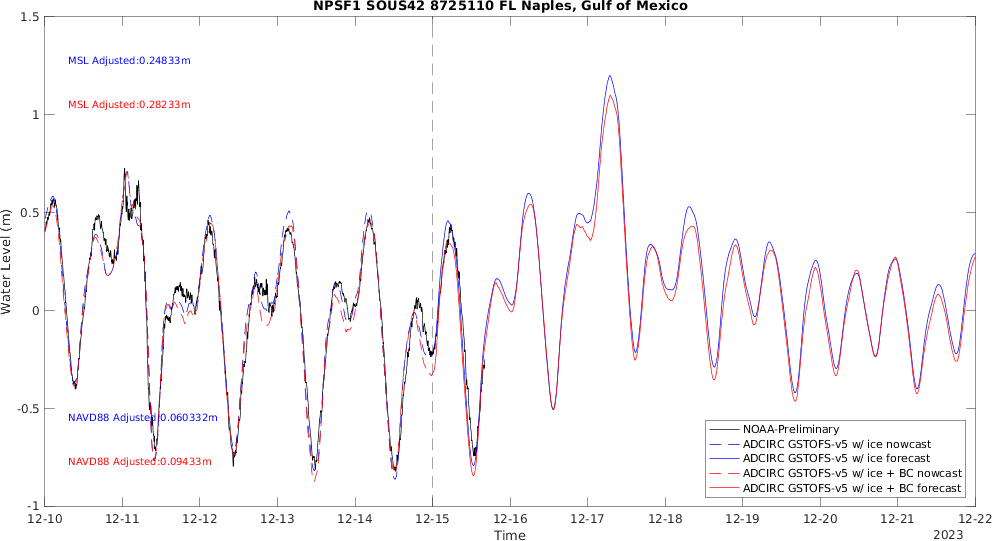 NPSF1 SOUS42 8725110 FL Naples, Gulf of Mexico
1.5
MSL Adjusted:0.24833m
MSL Adjusted:0.28233m
1
0.5
Water Level (m)
0
-0.5
NAVD88 Adjusted:0.060332m
NAVD88 Adjusted:0.09433m
-1
NOAA-Preliminary
ADCIRC GSTOFS-v5 w/ ice nowcast
ADCIRC GSTOFS-v5 w/ ice forecast
ADCIRC GSTOFS-v5 w/ ice + BC nowcast
ADCIRC GSTOFS-v5 w/ ice + BC forecast
12-10 12-11 12-12 12-13 12-14 12-15 12-16 12-17 12-18 12-19 12-20 12-21 12-22
Time
2023